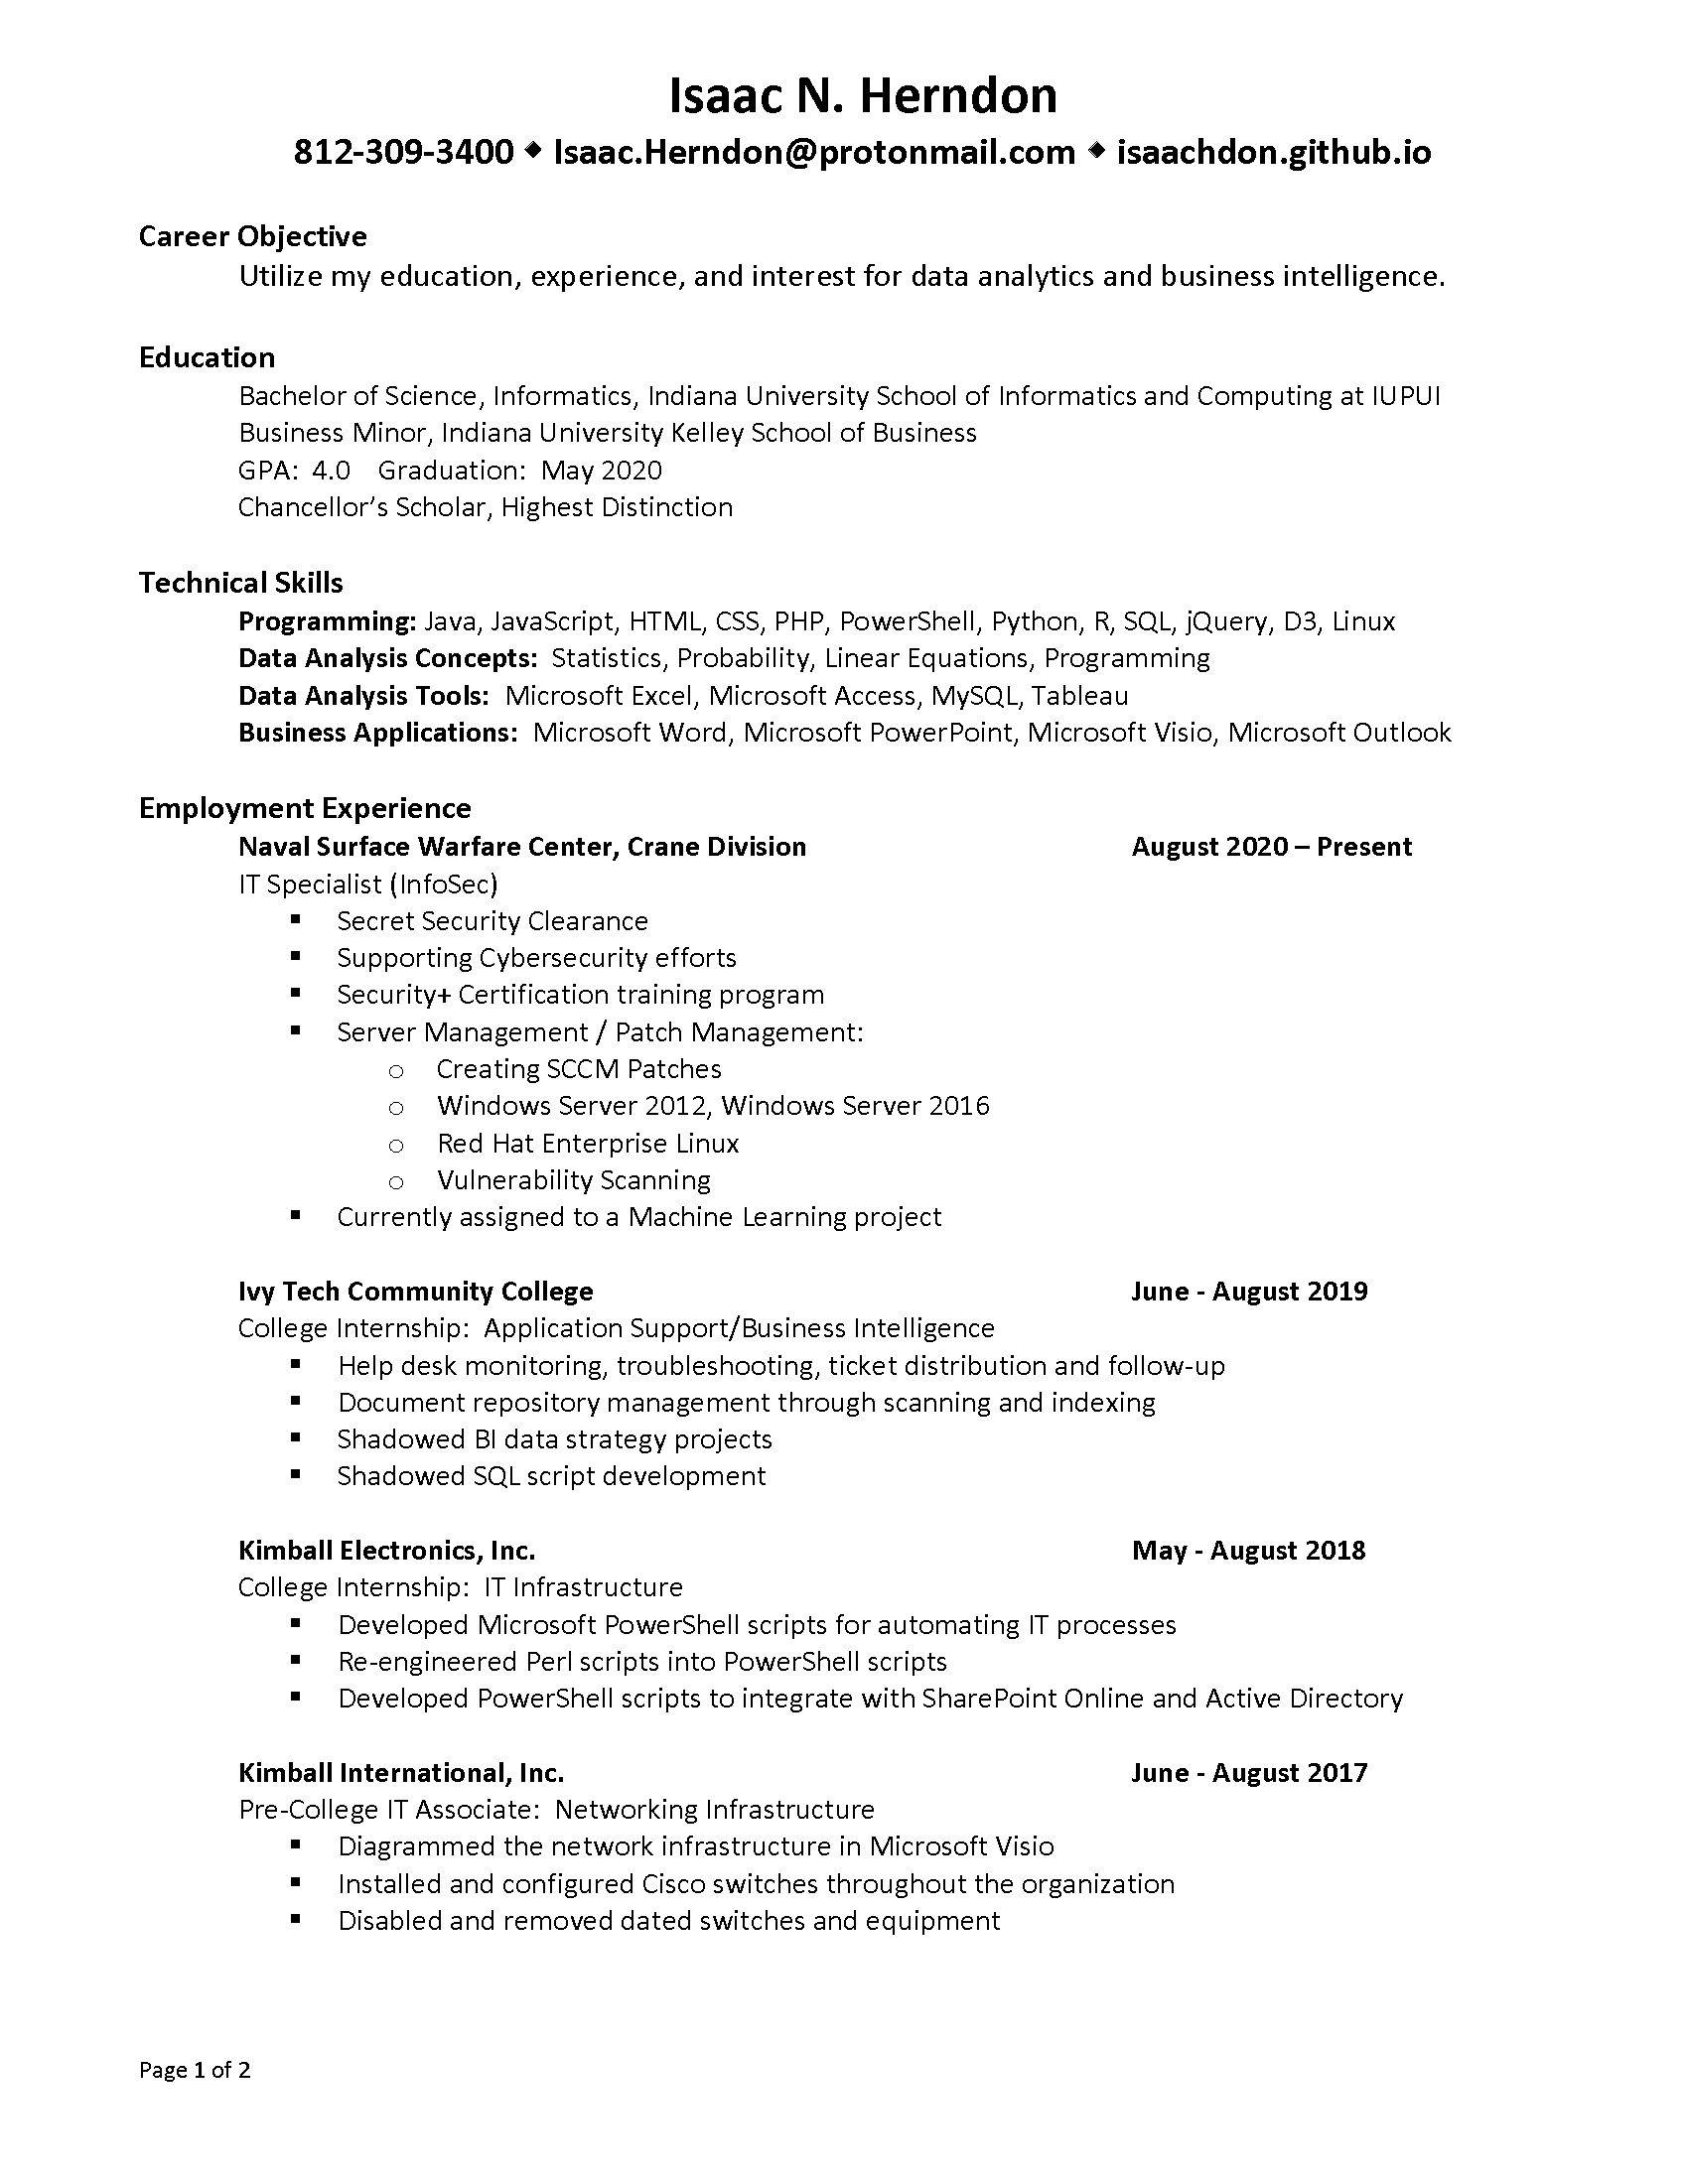 Isaac N. Herndon
812-309-3400 ◆ Isaac.Herndon@protonmail.com ◆ isaachdon.github.io
Career Objective
Utilize my education, experience, and interest for data analytics and business intelligence.
Education
Bachelor of Science, Informatics, Indiana University School of Informatics and Computing at IUPUI
Business Minor, Indiana University Kelley School of Business
GPA: 4.0 Graduation: May 2020
Chancellor’s Scholar, Highest Distinction
Technical Skills
Programming: Java, JavaScript, HTML, CSS, PHP, PowerShell, Python, R, SQL, jQuery, D3, Linux
Data Analysis Concepts: Statistics, Probability, Linear Equations, Programming
Data Analysis Tools: Microsoft Excel, Microsoft Access, MySQL, Tableau
Business Applications: Microsoft Word, Microsoft PowerPoint, Microsoft Visio, Microsoft Outlook
Employment Experience
Naval Surface Warfare Center, Crane Division August 2020 – Present
IT Specialist (InfoSec)
▪ Secret Security Clearance
▪ Supporting Cybersecurity efforts
▪ Security+ Certification training program
▪ Server Management / Patch Management:
o Creating SCCM Patches
o Windows Server 2012, Windows Server 2016
o Red Hat Enterprise Linux
o Vulnerability Scanning
▪ Currently assigned to a Machine Learning project
Ivy Tech Community College June - August 2019
College Internship: Application Support/Business Intelligence
▪ Help desk monitoring, troubleshooting, ticket distribution and follow-up
▪ Document repository management through scanning and indexing
▪ Shadowed BI data strategy projects
▪ Shadowed SQL script development
Kimball Electronics, Inc. May - August 2018
College Internship: IT Infrastructure
▪ Developed Microsoft PowerShell scripts for automating IT processes
▪ Re-engineered Perl scripts into PowerShell scripts
▪ Developed PowerShell scripts to integrate with SharePoint Online and Active Directory
Kimball International, Inc. June - August 2017
Pre-College IT Associate: Networking Infrastructure
▪ Diagrammed the network infrastructure in Microsoft Visio
▪ Installed and configured Cisco switches throughout the organization
▪ Disabled and removed dated switches and equipment
Page 1 of 2